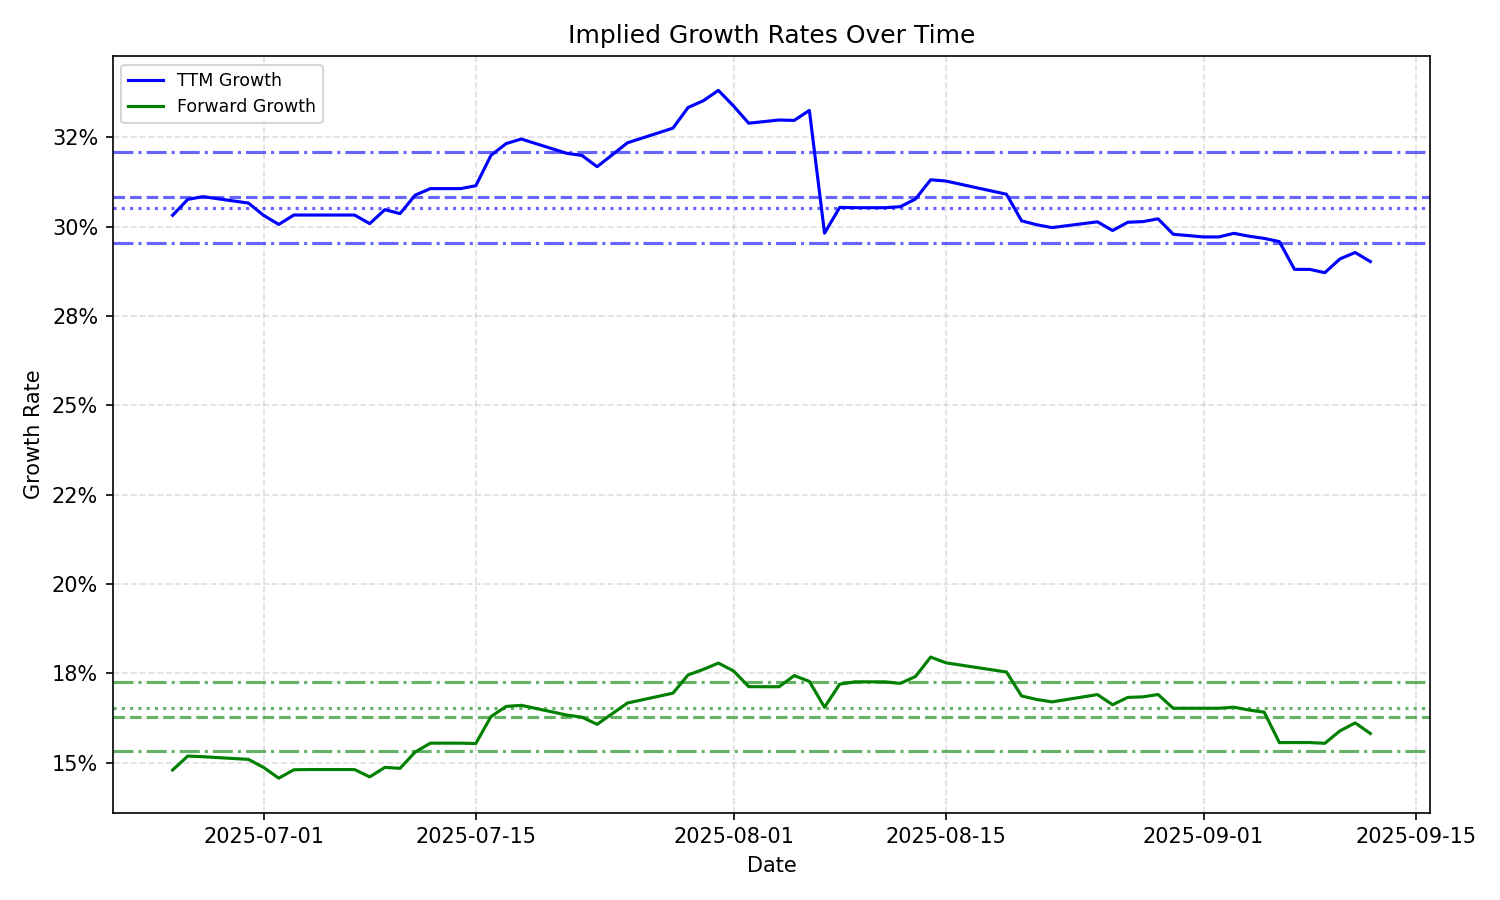 Implied Growth Rates Over Time
TTM Growth
Forward Growth
32%
30%
28%
25%
22%
20%
18%
15%
Growth Rate
2025-07-01
2025-07-15
2025-08-01
2025-08-15
2025-09-01
2025-09-15
Date